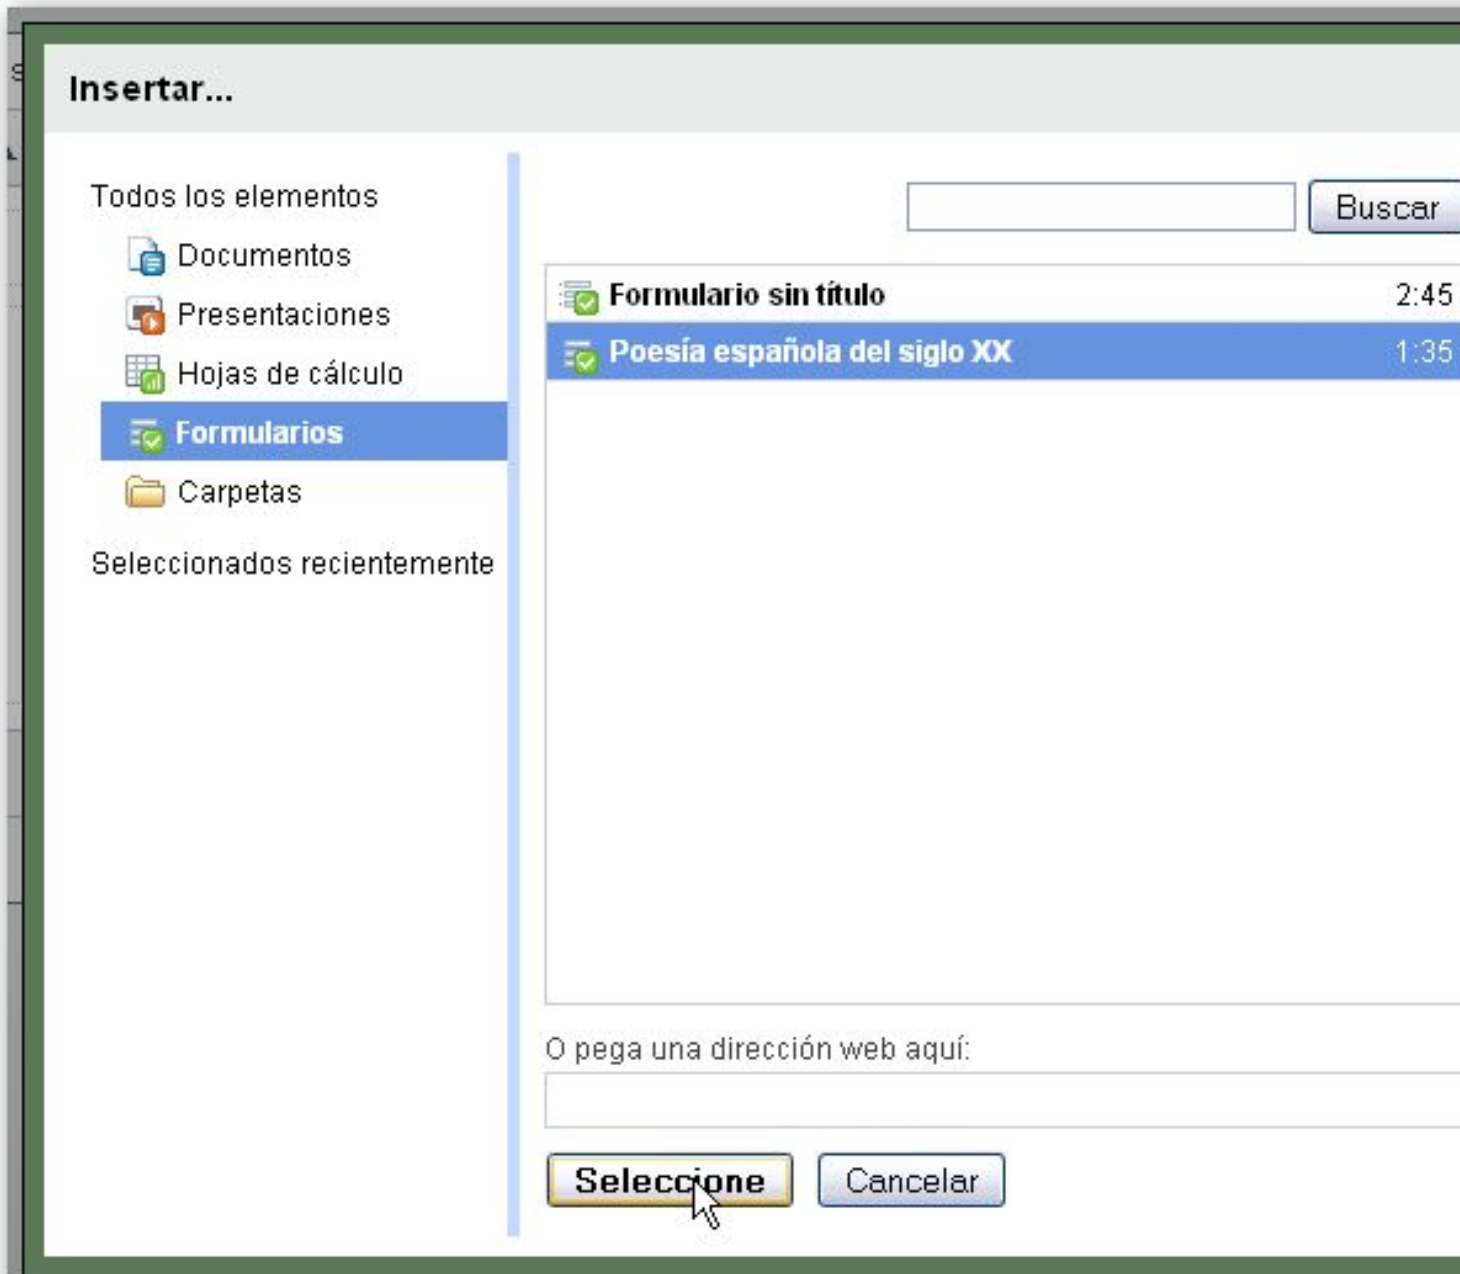 Insertar...
Todos los elementos
Documentos
Presentaciones
Hojas de cálculo
Formularios
Carpetas
Seleccionados recientemente
Buscar
Formulario sin título 2:45
Poesía española del siglo XX 1:35
O pega una dirección web aquí:
Seleccione Cancelar